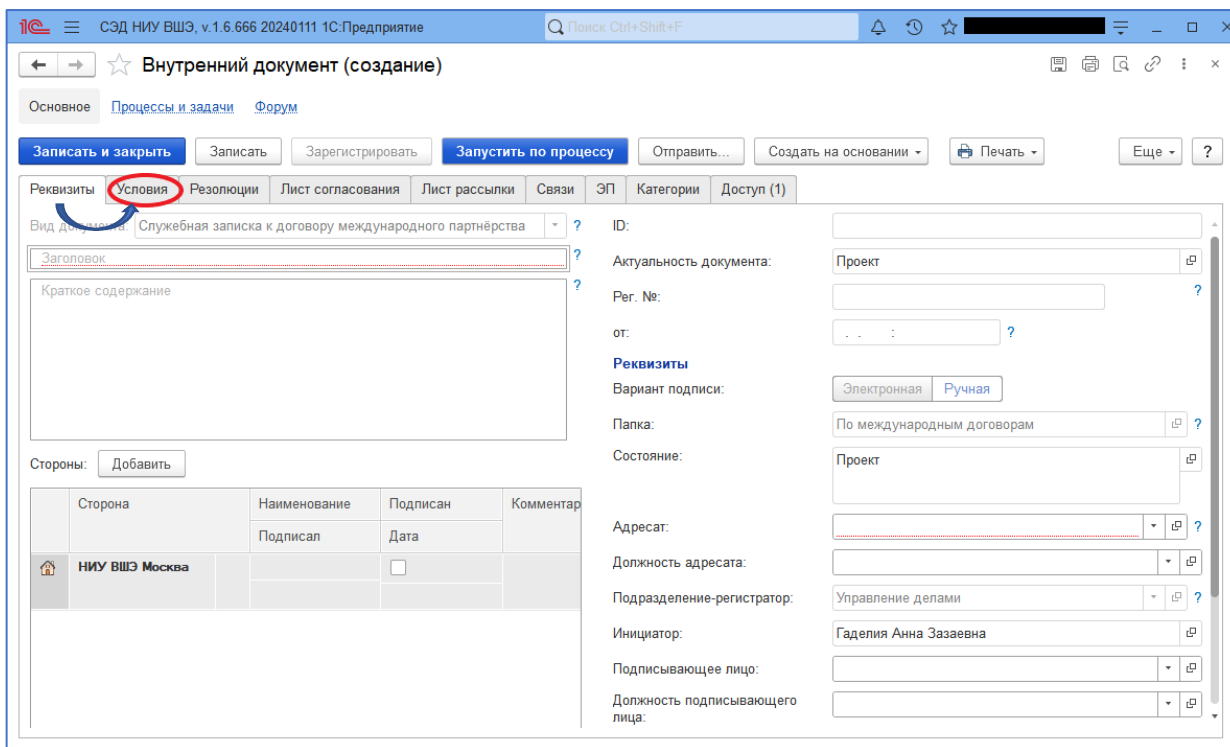 1С СЭД НИУ ВШЭ, v.1.6.666 20240111 1С:Предприятие Поиск Ctrl+Shift+F
Внутренний документ (создание)
Основное Процессы и задачи Форум
Записать и закрыть Записать Зарегистрировать Запустить по процессу Отправить... Создать на основании Печать Еще ?
Реквизиты Условия Резолюции Лист согласования Лист рассылки Связи ЭП Категории Доступ (1)
Вид Служебная записка к договору международного партнёрства ?
Заголовок ?
Краткое содержание ?
Стороны: Добавить
Сторона Наименование Подписан Комментар
Подписал Дата
НИУ ВШЭ Москва
ID:
Актуальность документа: Проект
Рег. №: ?
от: . . : ?
Реквизиты
Вариант подписи: Электронная Ручная
Папка: По международным договорам ?
Состояние: Проект
Адресат: ?
Должность адресата:
Подразделение-регистратор: Управление делами ?
Инициатор: Гаделия Анна Зазаевна
Подписывающее лицо:
Должность подписывающего
лица: